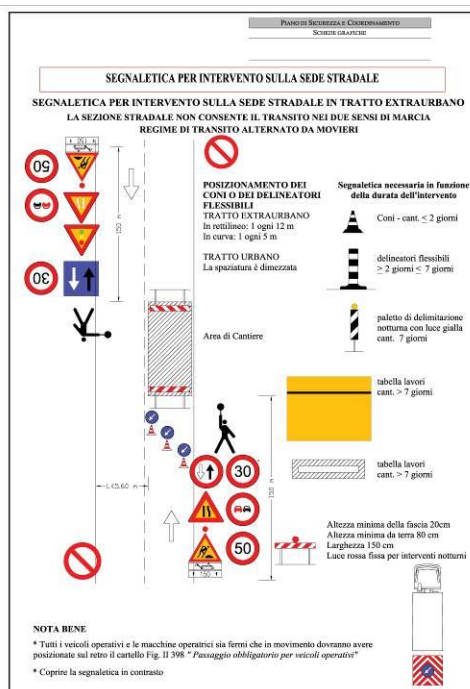 PIANO DI SICUREZZA E COORDINAMENTO
SCHEDE GRAFICHE
SEGNALETICA PER INTERVENTO SULLA SEDE STRADALE
SEGNALETICA PER INTERVENTO SULLA SEDE STRADALE IN TRATTO EXTRAURBANO
LA SEZIONE STRADALE NON CONSENTE IL TRANSITO NEI DUE SENSI DI MARCIA
REGIME DI TRANSITO ALTERNATO DA MOVIERI
50
150 m
30
POSIZIONAMENTO DEI
CONI O DEI DELINEATORI
FLESSIBILI
TRATTO EXTRAURBANO
In rettilineo: 1 ogni 12 m
In curva: 1 ogni 5 m
TRATTO URBANO
La spaziatura è dimezzata
Area di Cantiere
Segnaletica necessaria in funzione
della durata dell'intervento
Coni - cant. ≤ 2 giorni
delineatori flessibili
≥ 2 giorni ≤ 7 giorni
paletto di delimitazione
notturna con luce gialla
cant. 7 giorni
tabella lavori
cant. > 7 giorni
tabella lavori
cant. > 7 giorni
30
50
150 m
150
L<5.60 m
Altezza minima della fascia 20cm
Altezza minima da terra 80 cm
Larghezza 150 cm
Luce rossa fissa per interventi notturni
NOTA BENE
* Tutti i veicoli operativi e le macchine operatrici sia fermi che in movimento dovranno avere
posizionate sul retro il cartello Fig. II 398 "Passaggio obbligatorio per veicoli operativi"
* Coprire la segnaletica in contrasto